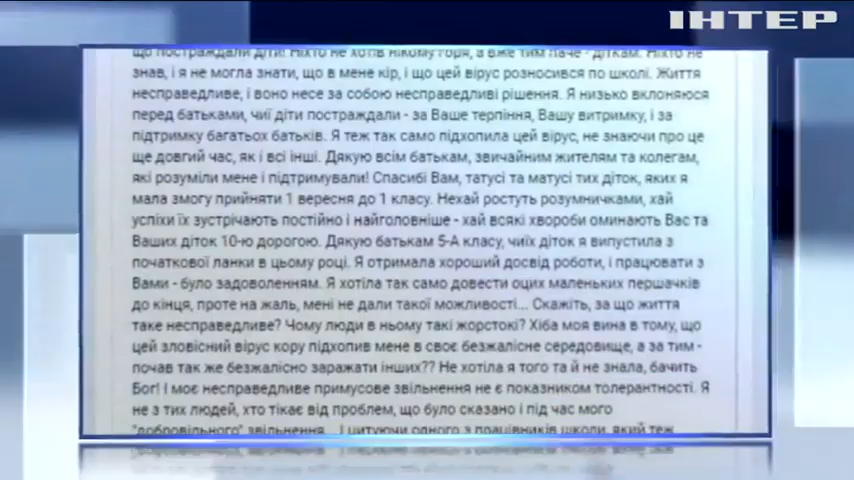 ІНТЕР
що постраждали діти! Ніхто не хотів нікому горя, а вже тим паче - діткам. Ніхто не
знав, і я не могла знати, що в мене кір, і що цей вірус розносився по школі. Життя
несправедливе, і воно несе за собою несправедливі рішення. Я низько вклоняюся
перед батьками, чиї діти постраждали - за Ваше терпіння, Вашу витримку, і за
підтримку багатьох батьків. Я теж так само підхопила цей вірус, не знаючи про це
ще довгий час, як і всі інші. Дякую всім батькам, звичайним жителям та колегам,
які розуміли мене і підтримували! Спасибі Вам, татусі та матусі тих діток, яких я
мала змогу прийняти 1 вересня до 1 класу. Нехай ростуть розумничками, хай
успіхи їх зустрічають постійно і найголовніше - хай всякі хвороби оминають Вас та
Ваших діток 10-ю дорогою. Дякую батькам 5-А класу, чиїх діток я випустила з
початкової ланки в цьому році. Я отримала хороший досвід роботи, і працювати з
Вами - було задоволенням. Я хотіла так само довести оцих маленьких першачків
до кінця, проте на жаль, мені не дали такої можливості... Скажіть, за що життя
таке несправедливе? Чому люди в ньому такі жорстокі? Хіба моя вина в тому, що
цей зловісний вірус кору підхопив мене в своє безжалісне середовище, а за тим -
почав так же безжалісно заражати інших?? Не хотіла я того та й не знала, бачить
Бог! І моє несправедливе примусове звільнення не є показником толерантності. Я
не з тих людей, хто тікає від проблем, що було сказано і під час мого
"добровільного" звільнення... І цитуючи одного з працівників школи, який теж